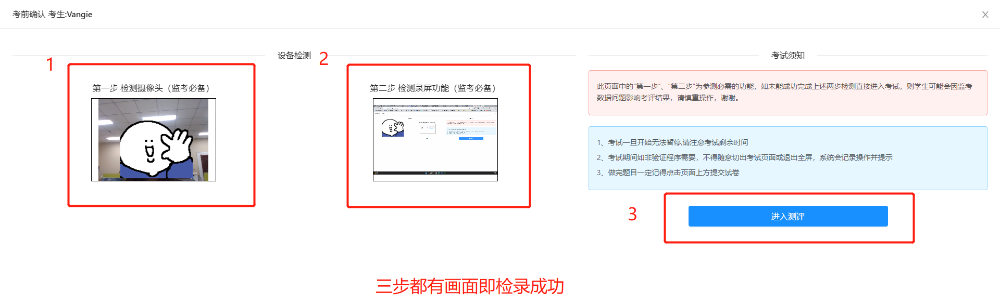 考前确认 考生:Vangie
X
设备检测
1
第一步 检测摄像头（监考必备）
2
第二步 检测录屏功能（监考必备）
考试须知
此页面中的“第一步”、“第二步”为参测必需的功能，如未能成功完成上述两步检测直接进入考试，则学生可能会因监考
数据问题影响考评结果，请慎重操作，谢谢。
1、考试一旦开始无法暂停,请注意考试剩余时间
2、考试期间如非验证程序需要，不得随意切出考试页面或退出全屏，系统会记录操作并提示
3、做完题目一定记得点击页面上方提交试卷
3
进入测评
三步都有画面即检录成功